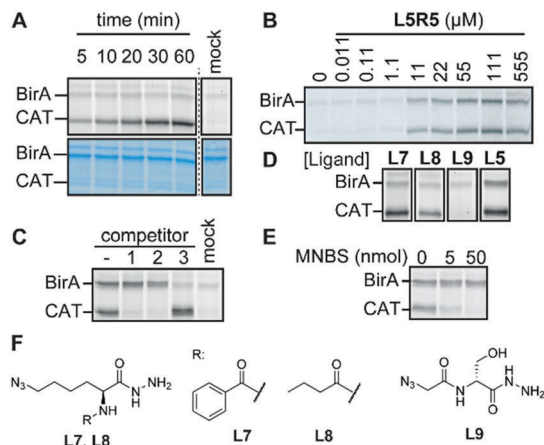 A
time (min)
5 10 20 30 60 mock
BirA
CAT
BirA
CAT
B
L5R5 (µM)
0 0.011 0.11 1.1 11 22 55 111 555
BirA
CAT
C
competitor
- 1 2 3 mock
BirA
CAT
D
[Ligand] L7 L8 L9 L5
BirA
CAT
E
MNBS (nmol) 0 5 50
BirA
CAT
F
N3 O N H NH2 NH R
L7, L8
R:
O
L7
O
L8
N3 O N H OH O H N NH2
L9